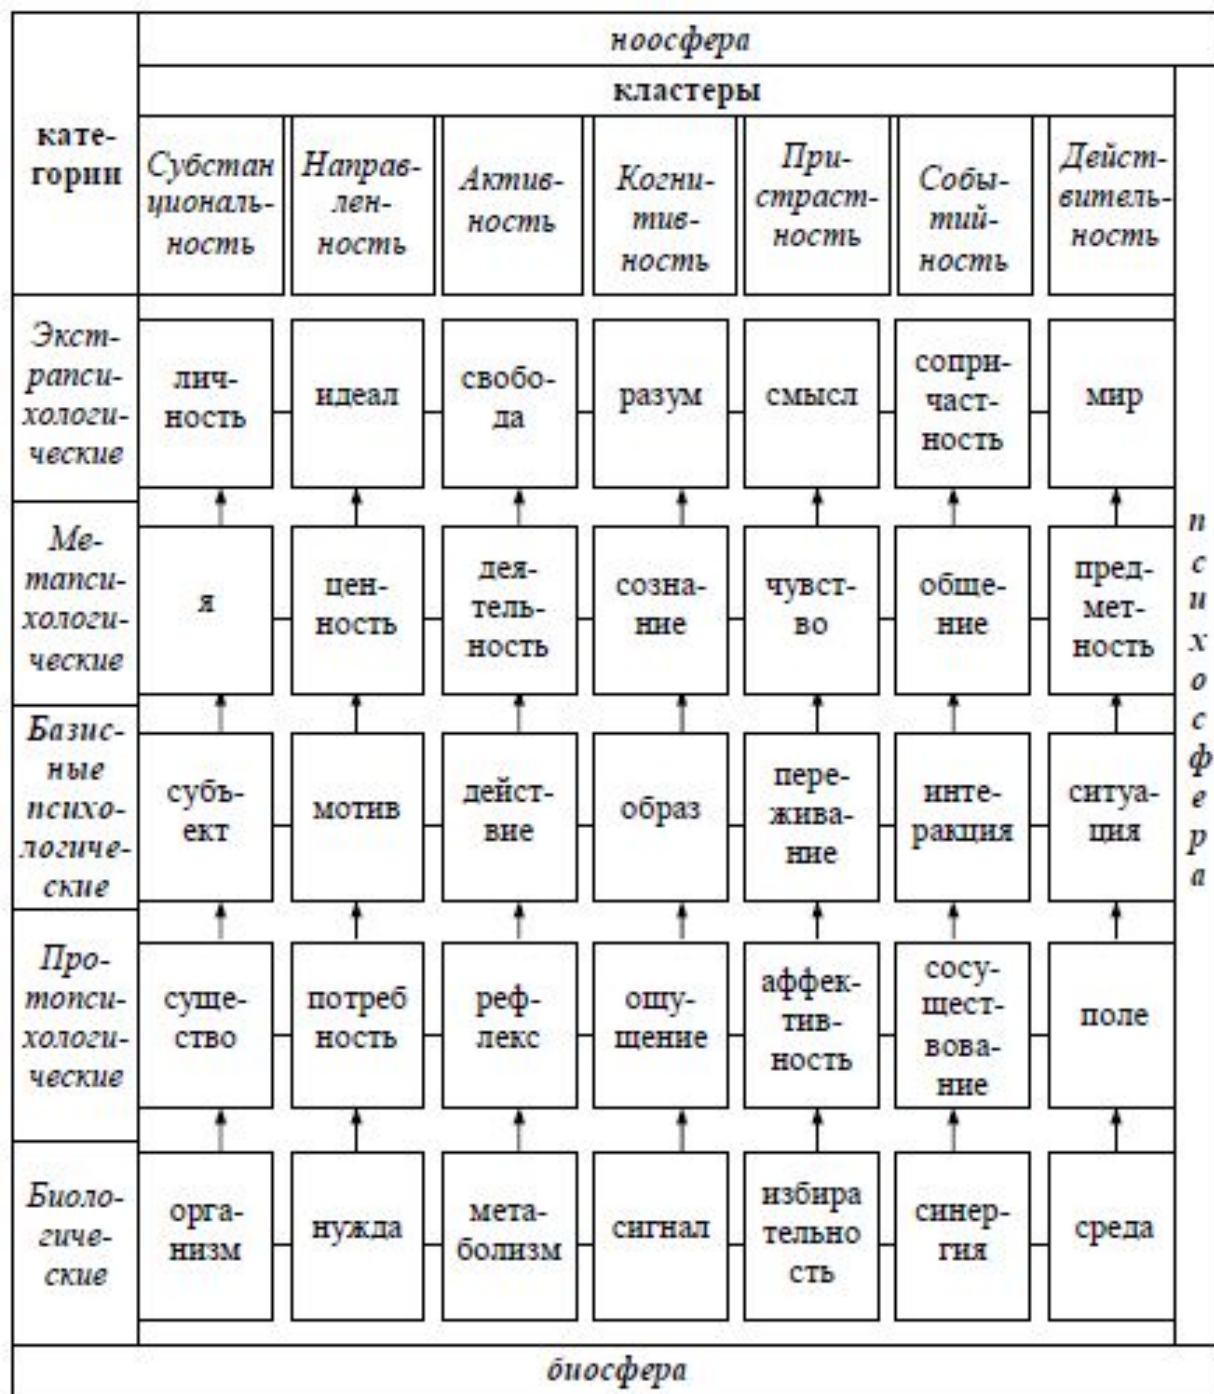 ноосфера
кластеры
кате-
гории
Субстан
циональ-
ность
Направ-
лен-
ность
Актив-
ность
Когни-
тив-
ность
При-
страст-
ность
Собы-
тий-
ность
Дейст-
витель-
ность
Экст-
рапси-
хологи-
ческие
лич-
ность
идеал
свобо-
да
разум
смысл
сопри-
част-
ность
мир
Ме-
тапси-
хологи-
ческие
я
цен-
ность
дея-
тель-
ность
созна-
ние
чувст-
во
обще-
ние
пред-
мет-
ность
Базис-
ные
психо-
логиче-
ские
субъ-
ект
мотив
дейст-
вие
образ
пере-
жива-
ние
инте-
ракция
ситуа-
ция
Про-
топси-
хологи-
ческие
суще-
ство
потреб
ность
реф-
лекс
ощу-
щение
аффек-
тив-
ность
сосу-
щест-
вова-
ние
поле
Биоло-
гиче-
ские
орга-
низм
нужда
мета-
болизм
сигнал
избира
тельно
сть
синер-
гия
среда
п
с
и
х
о
с
ф
е
р
а
биосфера